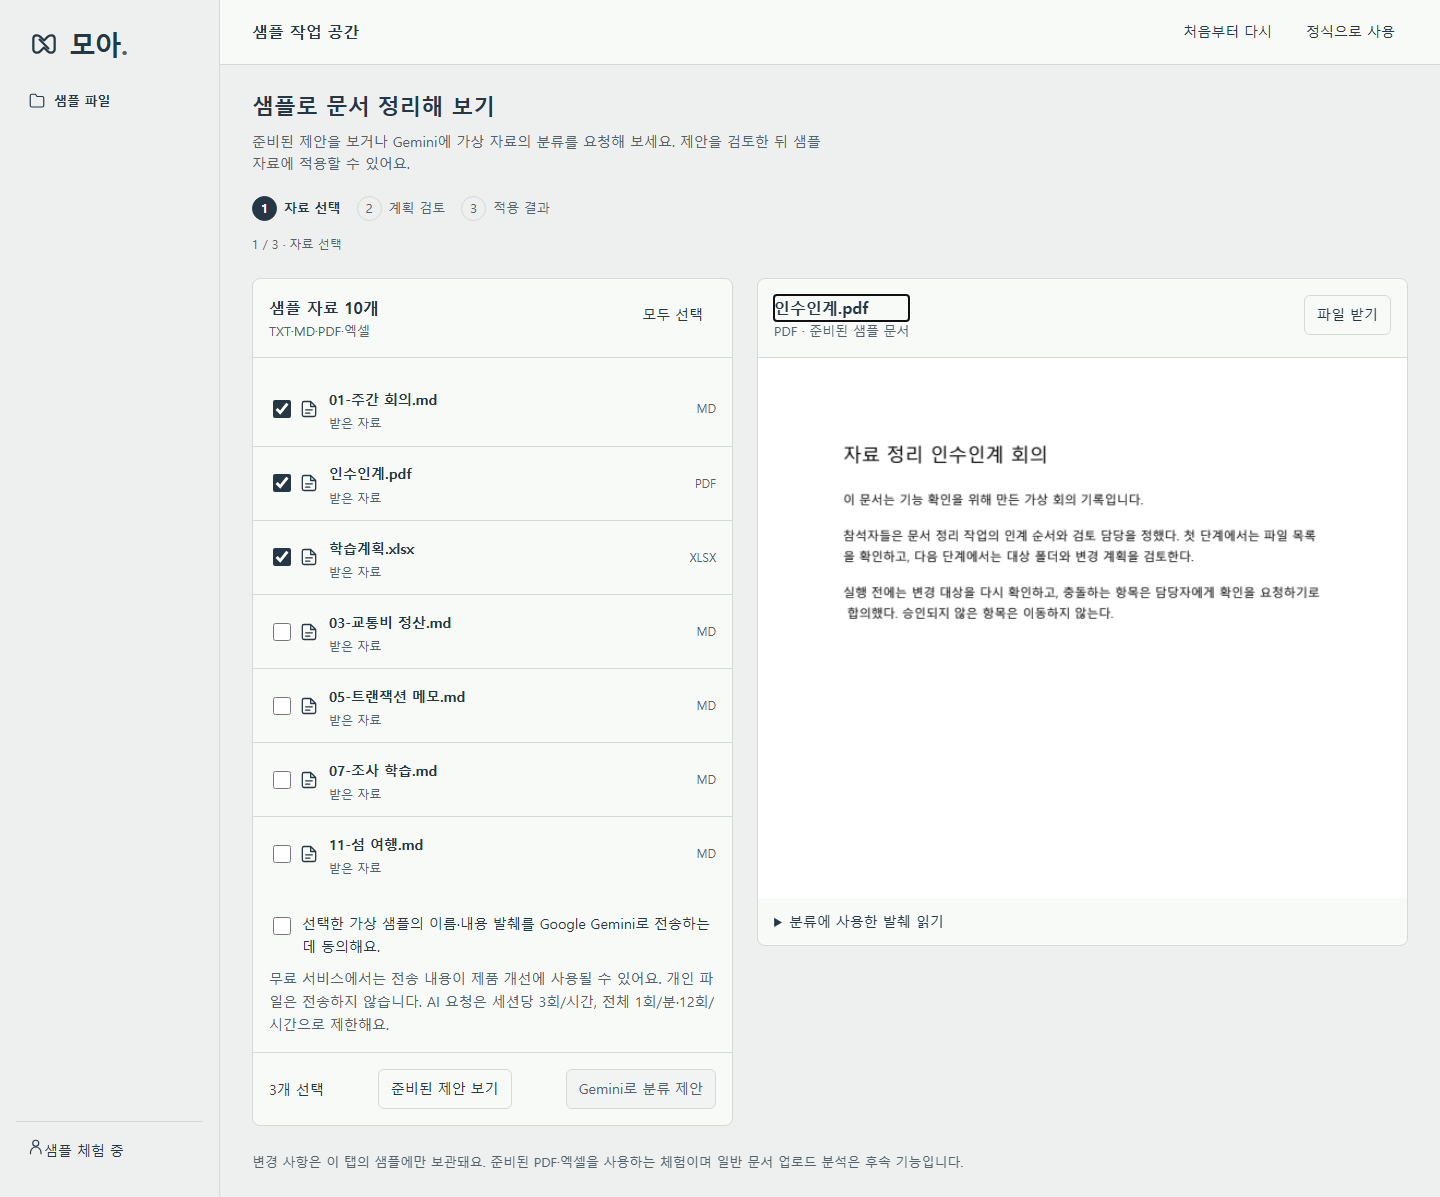 모아.
샘플 파일
샘플 체험 중
샘플 작업 공간
처음부터 다시
정식으로 사용
샘플로 문서 정리해 보기
준비된 제안을 보거나 Gemini에 가상 자료의 분류를 요청해 보세요. 제안을 검토한 뒤 샘플
자료에 적용할 수 있어요.
1 자료 선택 2 계획 검토 3 적용 결과
1 / 3 · 자료 선택
샘플 자료 10개
TXT·MD·PDF·엑셀
모두 선택
01-주간 회의.md
받은 자료
MD
인수인계.pdf
받은 자료
PDF
학습계획.xlsx
받은 자료
XLSX
03-교통비 정산.md
받은 자료
MD
05-트랜잭션 메모.md
받은 자료
MD
07-조사 학습.md
받은 자료
MD
11-섬 여행.md
받은 자료
MD
선택한 가상 샘플의 이름·내용 발췌를 Google Gemini로 전송하는
데 동의해요.
무료 서비스에서는 전송 내용이 제품 개선에 사용될 수 있어요. 개인 파
일은 전송하지 않습니다. AI 요청은 세션당 3회/시간, 전체 1회/분·12회/
시간으로 제한해요.
3개 선택
준비된 제안 보기
Gemini로 분류 제안
인수인계.pdf
PDF · 준비된 샘플 문서
파일 받기
자료 정리 인수인계 회의
이 문서는 기능 확인을 위해 만든 가상 회의 기록입니다.
참석자들은 문서 정리 작업의 인계 순서와 검토 담당을 정했다. 첫 단계에서는 파일 목록
을 확인하고, 다음 단계에서는 대상 폴더와 변경 계획을 검토한다.
실행 전에는 변경 대상을 다시 확인하고, 충돌하는 항목은 담당자에게 확인을 요청하기로
합의했다. 승인되지 않은 항목은 이동하지 않는다.
분류에 사용한 발췌 읽기
변경 사항은 이 탭의 샘플에만 보관돼요. 준비된 PDF·엑셀을 사용하는 체험이며 일반 문서 업로드 분석은 후속 기능입니다.